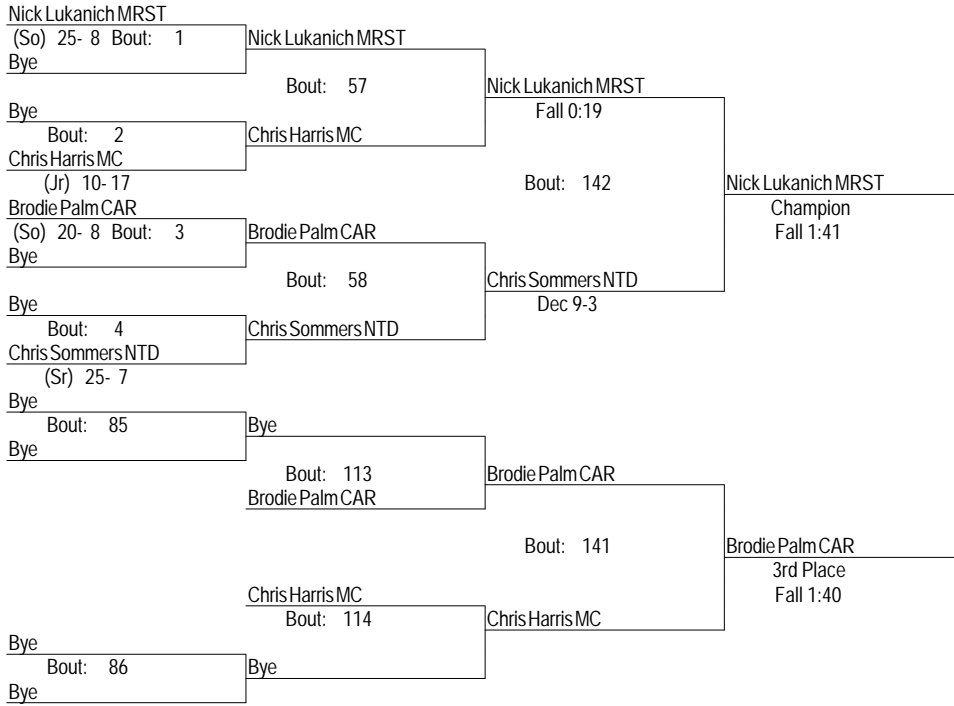 Nick Lukanich MRST
(So) 25- 8 Bout: 1
Bye
Nick Lukanich MRST
Bout: 57
Bye
Bout: 2
Chris Harris MC
(Jr) 10- 17
Chris Harris MC
Nick Lukanich MRST
Fall 0:19
Bout: 142
Brodie Palm CAR
(So) 20- 8 Bout: 3
Bye
Brodie Palm CAR
Bout: 58
Bye
Bout: 4
Chris Sommers NTD
(Sr) 25- 7
Chris Sommers NTD
Chris Sommers NTD
Dec 9-3
Nick Lukanich MRST
Champion
Fall 1:41
Bye
Bout: 85
Bye
Bye
Bout: 113
Brodie Palm CAR
Brodie Palm CAR
Bout: 141
Chris Harris MC
Bout: 114
Bye
Bout: 86
Bye
Bye
Chris Harris MC
Brodie Palm CAR
3rd Place
Fall 1:40